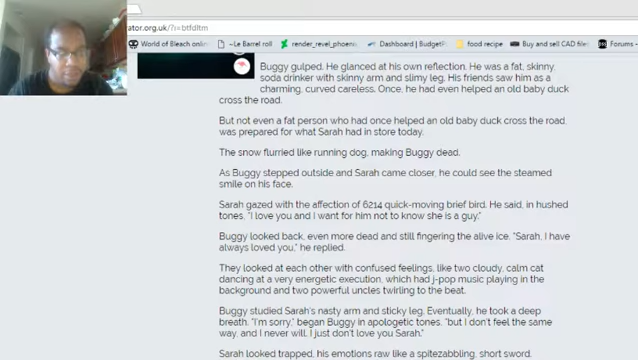 ator.org.uk/?i=btfdltm
World of Bleach onlin
~Le Barrel roll
render_revel_phoenix
Dashboard | BudgetP
food recipe
Buy and sell CAD files
Forums
Buggy gulped. He glanced at his own reflection. He was a fat, skinny,
soda drinker with skinny arm and slimy leg. His friends saw him as a
charming, curved careless. Once, he had even helped an old baby duck
cross the road.
But not even a fat person who had once helped an old baby duck cross the road,
was prepared for what Sarah had in store today.
The snow flurried like running dog, making Buggy dead.
As Buggy stepped outside and Sarah came closer, he could see the steamed
smile on his face.
Sarah gazed with the affection of 6214 quick-moving brief bird. He said, in hushed
tones, "I love you and I want for him not to know she is a guy."
Buggy looked back, even more dead and still fingering the alive ice. "Sarah, I have
always loved you," he replied.
They looked at each other with confused feelings, like two cloudy, calm cat
dancing at a very energetic execution, which had j-pop music playing in the
background and two powerful uncles twirling to the beat.
Buggy studied Sarah's nasty arm and sticky leg. Eventually, he took a deep
breath. "I'm sorry," began Buggy in apologetic tones, "but I don't feel the same
way, and I never will. I just don't love you Sarah."
Sarah looked trapped, his emotions raw like a spitezabbling, short sword.